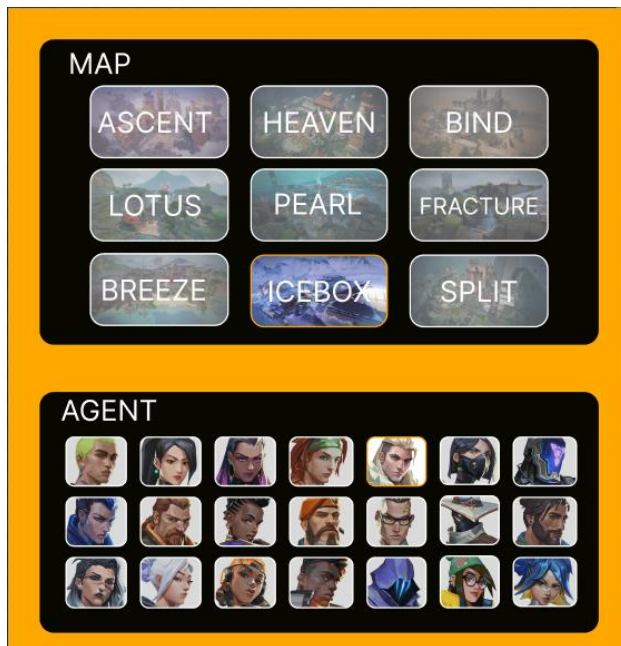 MAP
ASCENT HEAVEN BIND
LOTUS PEARL FRACTURE
BREEZE ICEBOX SPLIT
AGENT